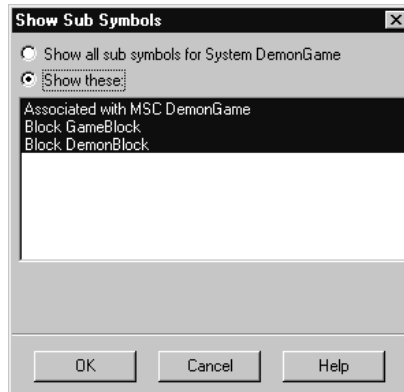 Show Sub Symbols
Show all sub symbols for System DemonGame
Show these:
Associated with MSC DemonGame
Block GameBlock
Block DemonBlock
OK
Cancel
Help